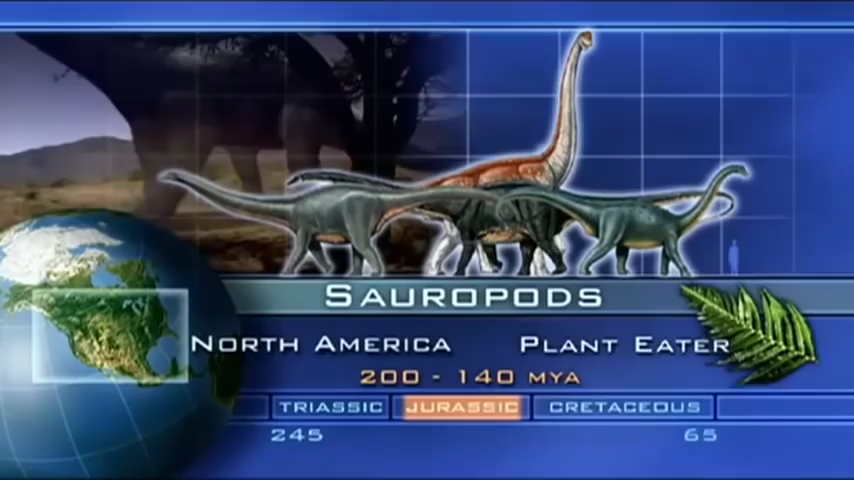 SAUROPODS
NORTH AMERICA PLANT EATER
200 - 140 MYA
TRIASSIC JURASSIC CRETACEOUS
245 65